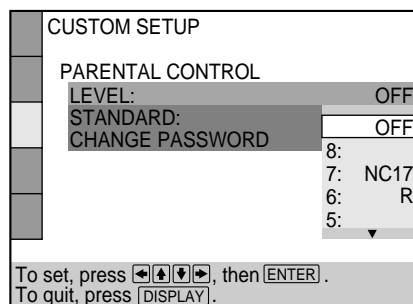 CUSTOM SETUP
PARENTAL CONTROL
LEVEL: OFF
STANDARD:
OFF
CHANGE PASSWORD
8:
7: NC17
6: R
5:
To set, press , then ENTER .
To quit, press DISPLAY .